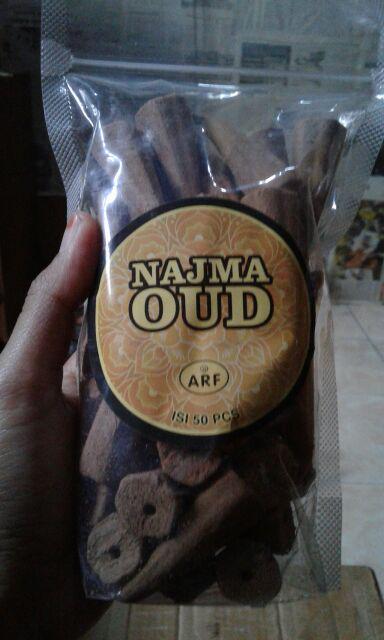 NAJMA
OUD
@
ARF
ISI 50 PCS